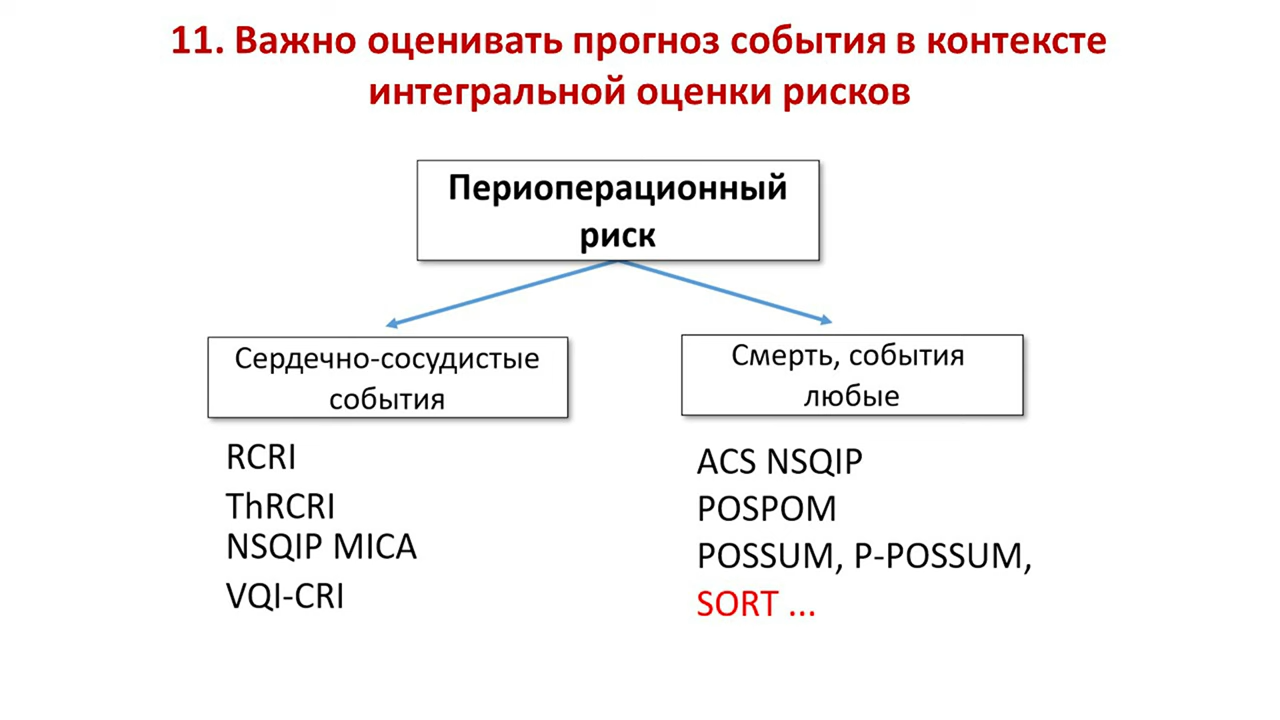 11. Важно оценивать прогноз события в контексте
интегральной оценки рисков
Периоперационный
риск
Сердечно-сосудистые
события
RCRI
ThRCRI
NSQIP MICA
VQI-CRI
Смерть, события
любые
ACS NSQIP
POSPOM
POSSUM, P-POSSUM,
SORT ...